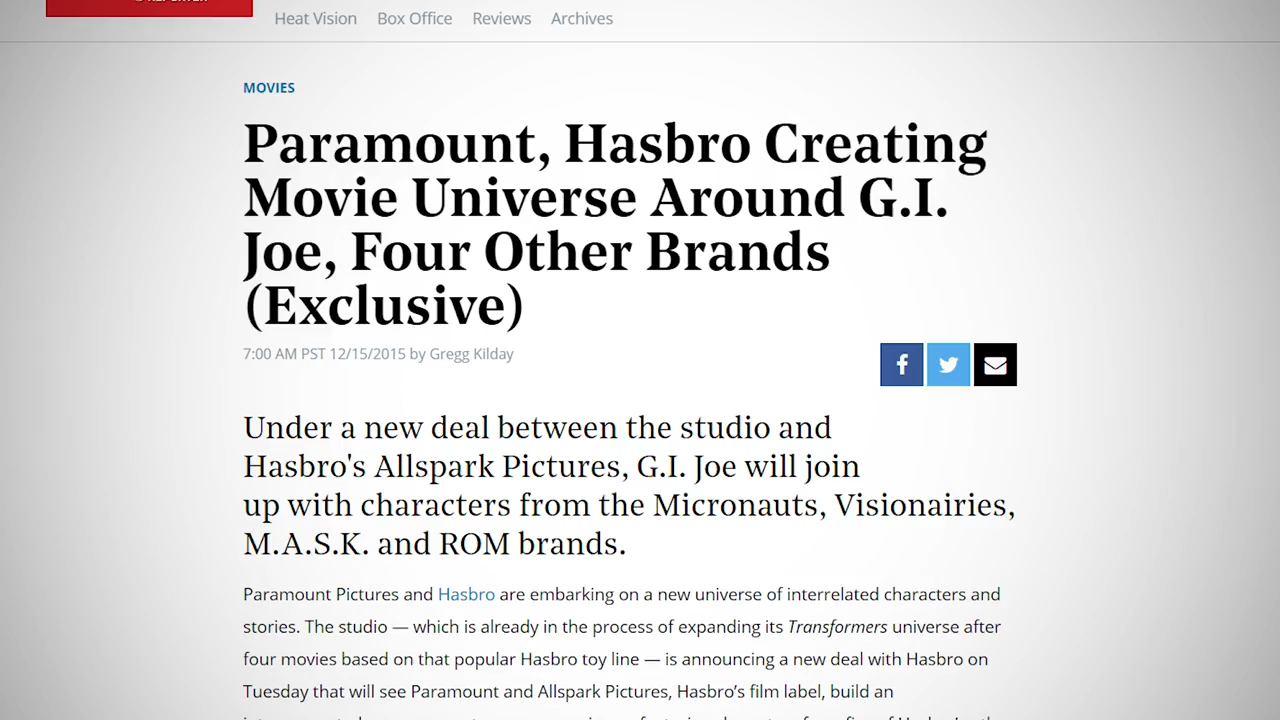 Heat Vision Box Office Reviews Archives
MOVIES
Paramount, Hasbro Creating
Movie Universe Around G.I.
Joe, Four Other Brands
(Exclusive)
7:00 AM PST 12/15/2015 by Gregg Kilday
Under a new deal between the studio and
Hasbro's Allspark Pictures, G.I. Joe will join
up with characters from the Micronauts, Visionairies,
M.A.S.K. and ROM brands.
Paramount Pictures and Hasbro are embarking on a new universe of interrelated characters and
stories. The studio — which is already in the process of expanding its Transformers universe after
four movies based on that popular Hasbro toy line — is announcing a new deal with Hasbro on
Tuesday that will see Paramount and Allspark Pictures, Hasbro’s film label, build an